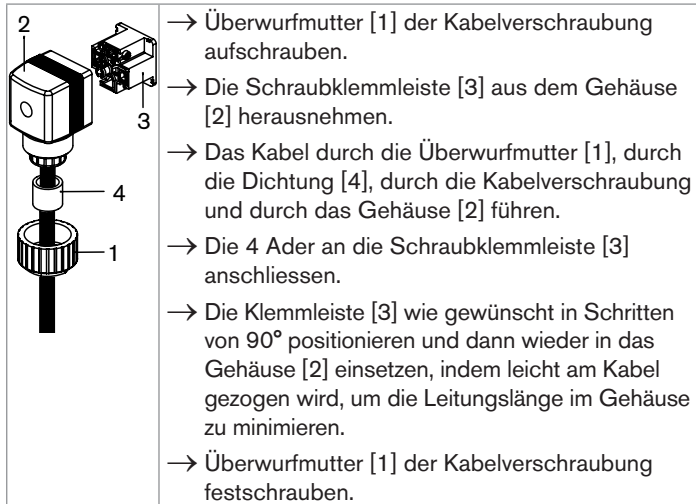 2
3
4
1
→ Überwurfmutter [1] der Kabelverschraubung
aufschrauben.
→ Die Schraubklemmleiste [3] aus dem Gehäuse
[2] herausnehmen.
→ Das Kabel durch die Überwurfmutter [1], durch
die Dichtung [4], durch die Kabelverschraubung
und durch das Gehäuse [2] führen.
→ Die 4 Ader an die Schraubklemmleiste [3]
anschliessen.
→ Die Klemmleiste [3] wie gewünscht in Schritten
von 90° positionieren und dann wieder in das
Gehäuse [2] einsetzen, indem leicht am Kabel
gezogen wird, um die Leitungslänge im Gehäuse
zu minimieren.
→ Überwurfmutter [1] der Kabelverschraubung
festschrauben.